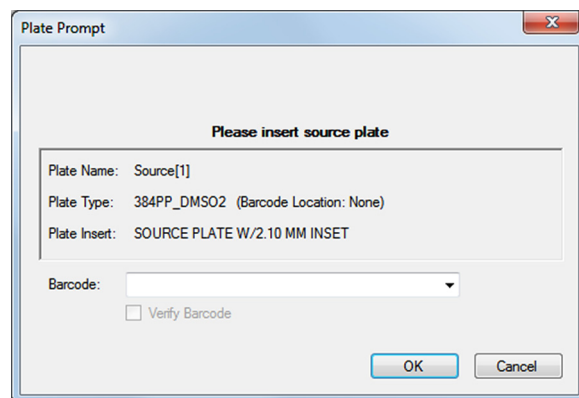 Plate Prompt
Please insert source plate
Plate Name: Source[1]
Plate Type: 384PP_DMSO2 (Barcode Location: None)
Plate Insert: SOURCE PLATE W/2.10 MM INSET
Barcode:
Verify Barcode
OK Cancel